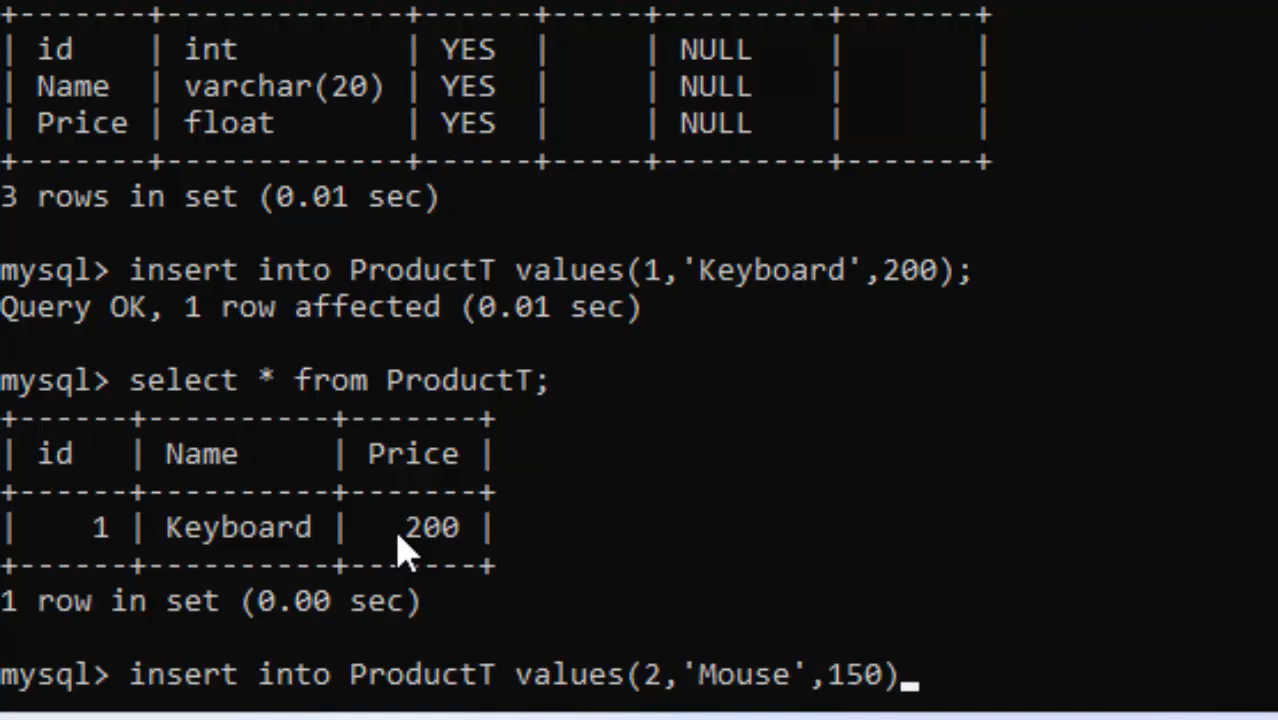 +-------+-------------+------+-----+---------+-------+
| id    | int         | YES  |     | NULL    |       |
| Name  | varchar(20) | YES  |     | NULL    |       |
| Price | float       | YES  |     | NULL    |       |
+-------+-------------+------+-----+---------+-------+
3 rows in set (0.01 sec)
mysql> insert into ProductT values(1,'Keyboard',200);
Query OK, 1 row affected (0.01 sec)
mysql> select * from ProductT;
+------+----------+-------+
| id   | Name     | Price |
+------+----------+-------+
|    1 | Keyboard |   200 |
+------+----------+-------+
1 row in set (0.00 sec)
mysql> insert into ProductT values(2,'Mouse',150)